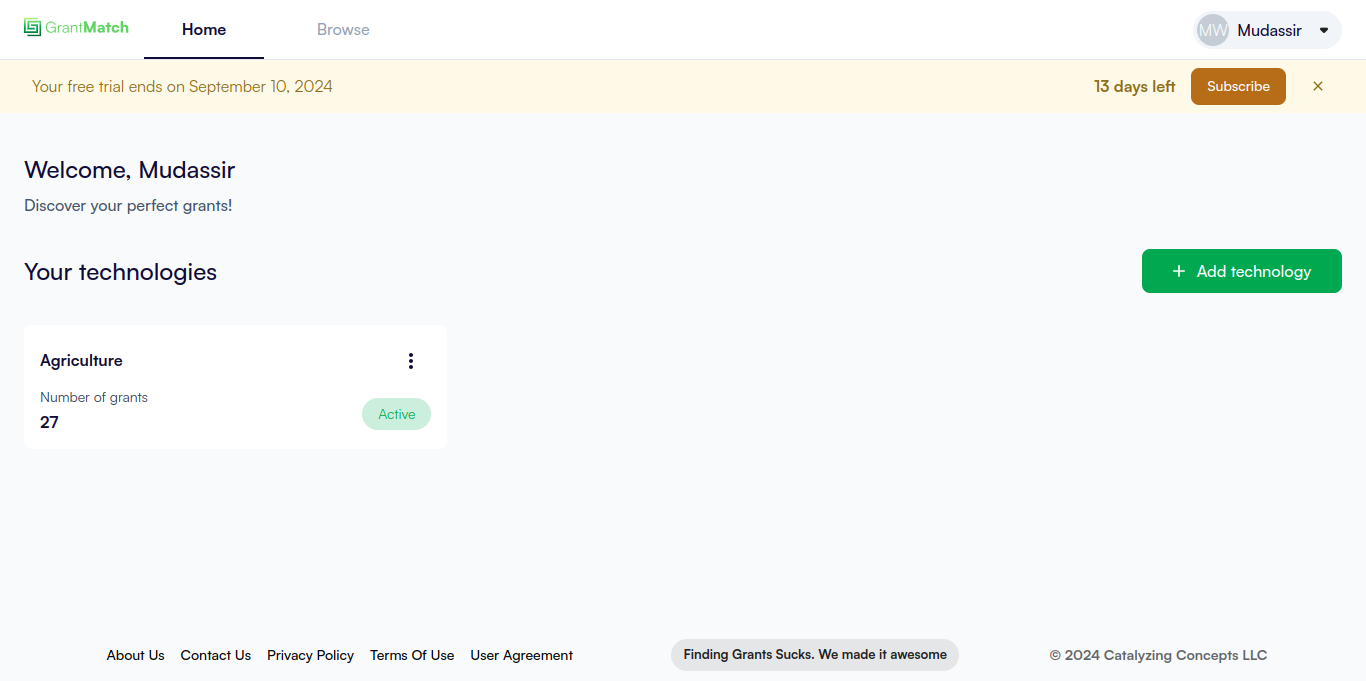 GrantMatch
Home
Browse
MW
Mudassir
Your free trial ends on September 10, 2024
13 days left
Subscribe
Welcome, Mudassir
Discover your perfect grants!
Your technologies
+ Add technology
Agriculture
Number of grants
27
Active
About Us Contact Us Privacy Policy Terms Of Use User Agreement
Finding Grants Sucks. We made it awesome
© 2024 Catalyzing Concepts LLC